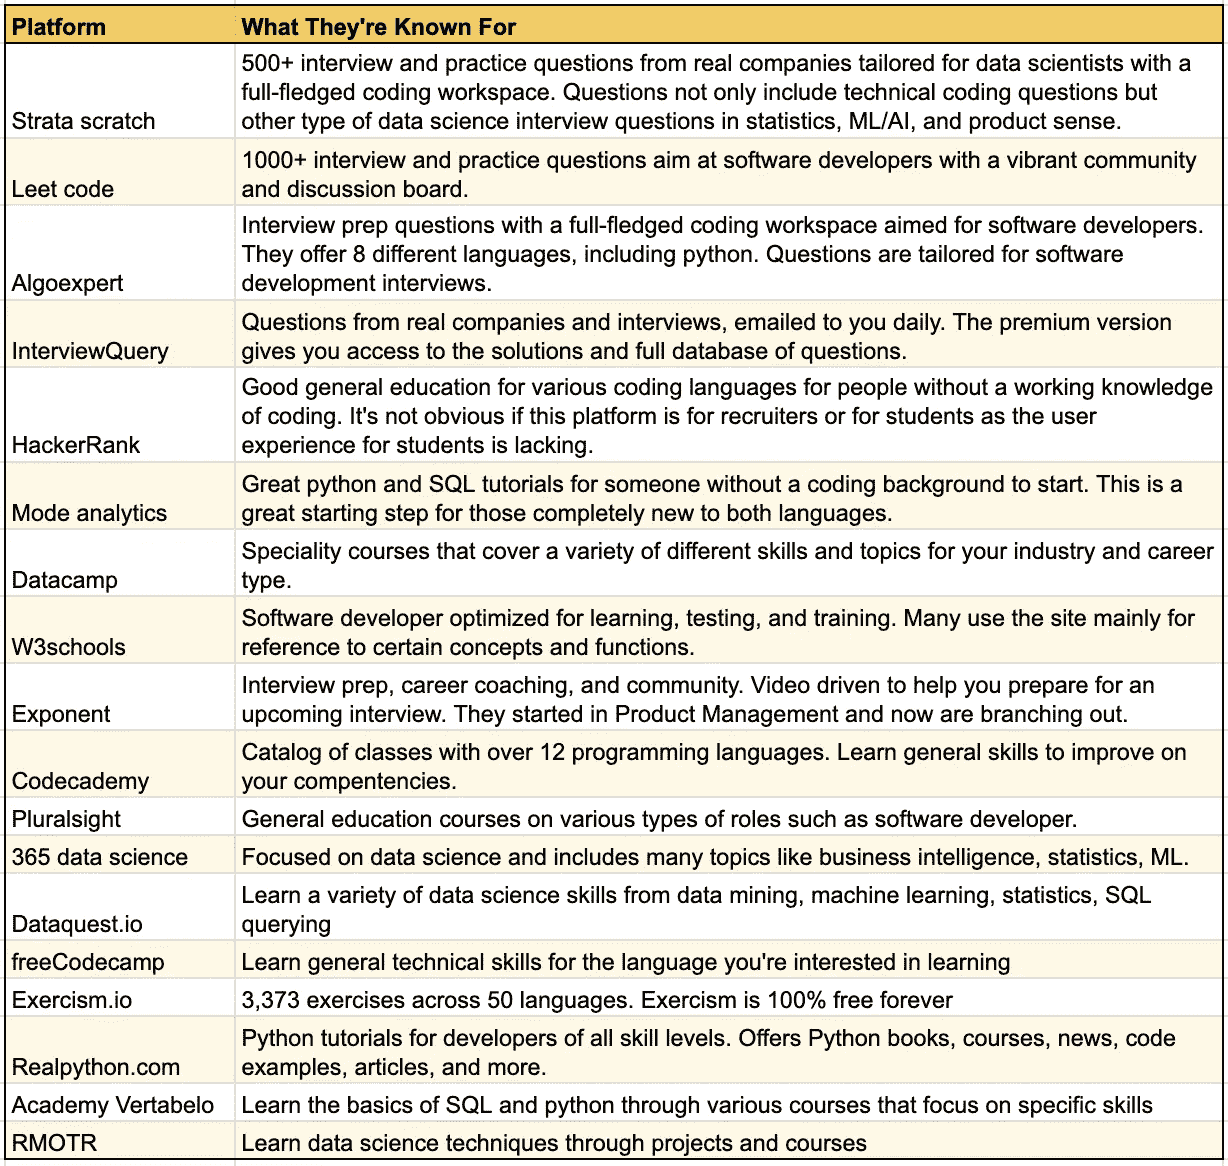 Platform What They're Known For
500+ interview and practice questions from real companies tailored for data scientists with a
full-fledged coding workspace. Questions not only include technical coding questions but
Strata scratch other type of data science interview questions in statistics, ML/AI, and product sense.
1000+ interview and practice questions aim at software developers with a vibrant community
Leet code and discussion board.
Interview prep questions with a full-fledged coding workspace aimed for software developers.
They offer 8 different languages, including python. Questions are tailored for software
Algoexpert development interviews.
Questions from real companies and interviews, emailed to you daily. The premium version
InterviewQuery gives you access to the solutions and full database of questions.
Good general education for various coding languages for people without a working knowledge
of coding. It's not obvious if this platform is for recruiters or for students as the user
HackerRank experience for students is lacking.
Great python and SQL tutorials for someone without a coding background to start. This is a
Mode analytics great starting step for those completely new to both languages.
Speciality courses that cover a variety of different skills and topics for your industry and career
Datacamp type.
Software developer optimized for learning, testing, and training. Many use the site mainly for
W3schools reference to certain concepts and functions.
Interview prep, career coaching, and community. Video driven to help you prepare for an
Exponent upcoming interview. They started in Product Management and now are branching out.
Catalog of classes with over 12 programming languages. Learn general skills to improve on
Codecademy your compentencies.
Pluralsight General education courses on various types of roles such as software developer.
365 data science Focused on data science and includes many topics like business intelligence, statistics, ML.
Learn a variety of data science skills from data mining, machine learning, statistics, SQL
Dataquest.io querying
freeCodecamp Learn general technical skills for the language you're interested in learning
Exercism.io 3,373 exercises across 50 languages. Exercism is 100% free forever
Python tutorials for developers of all skill levels. Offers Python books, courses, news, code
Realpython.com examples, articles, and more.
Academy Vertabelo Learn the basics of SQL and python through various courses that focus on specific skills
RMOTR Learn data science techniques through projects and courses